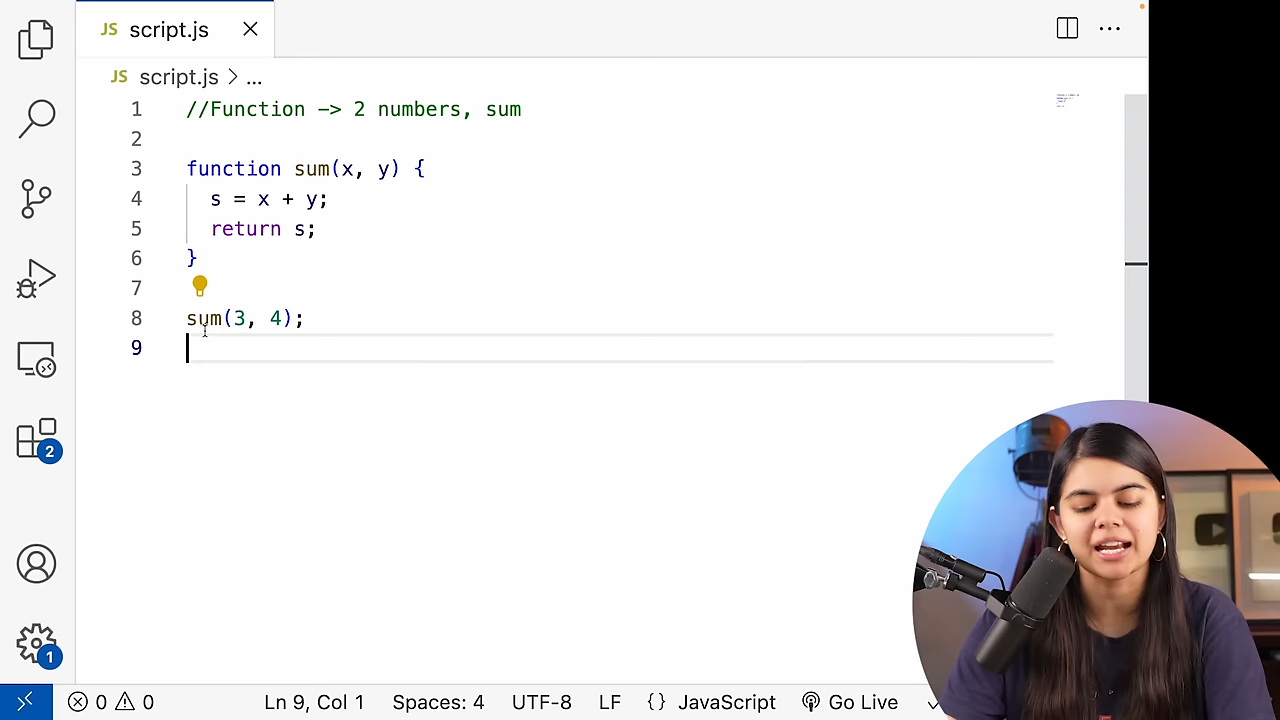 JS script.js
JS script.js > ...
1 //Function -> 2 numbers, sum
2
3 function sum(x, y) {
4 s = x + y;
5 return s;
6 }
7
8 sum(3, 4);
9
2
1
0 0 Ln 9, Col 1 Spaces: 4 UTF-8 LF {} JavaScript Go Live